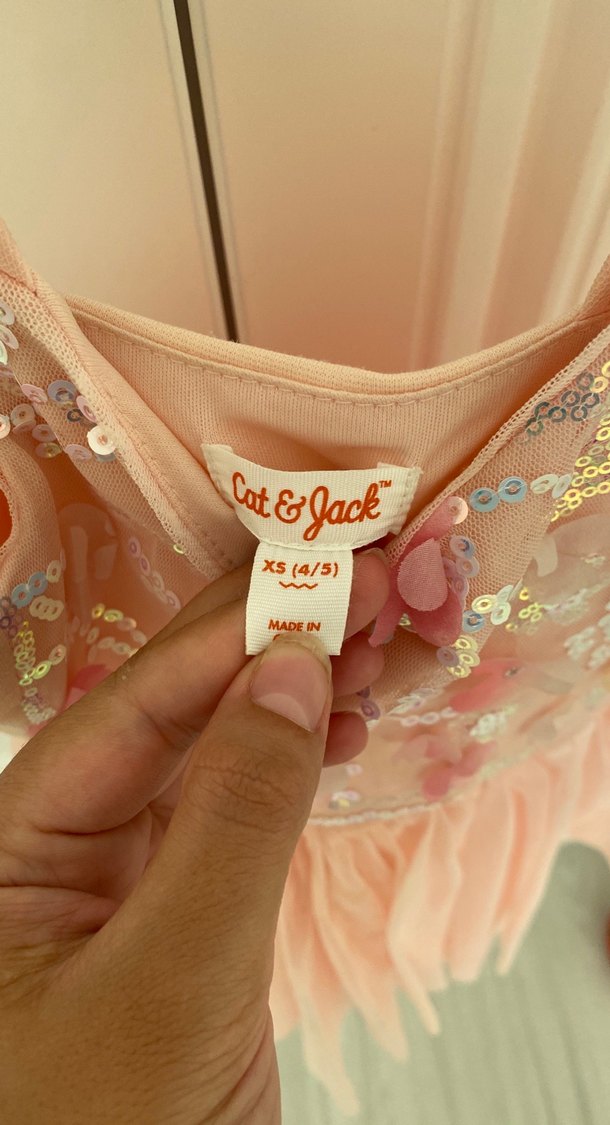 Cat & Jack™
XS (4/5)
MADE IN